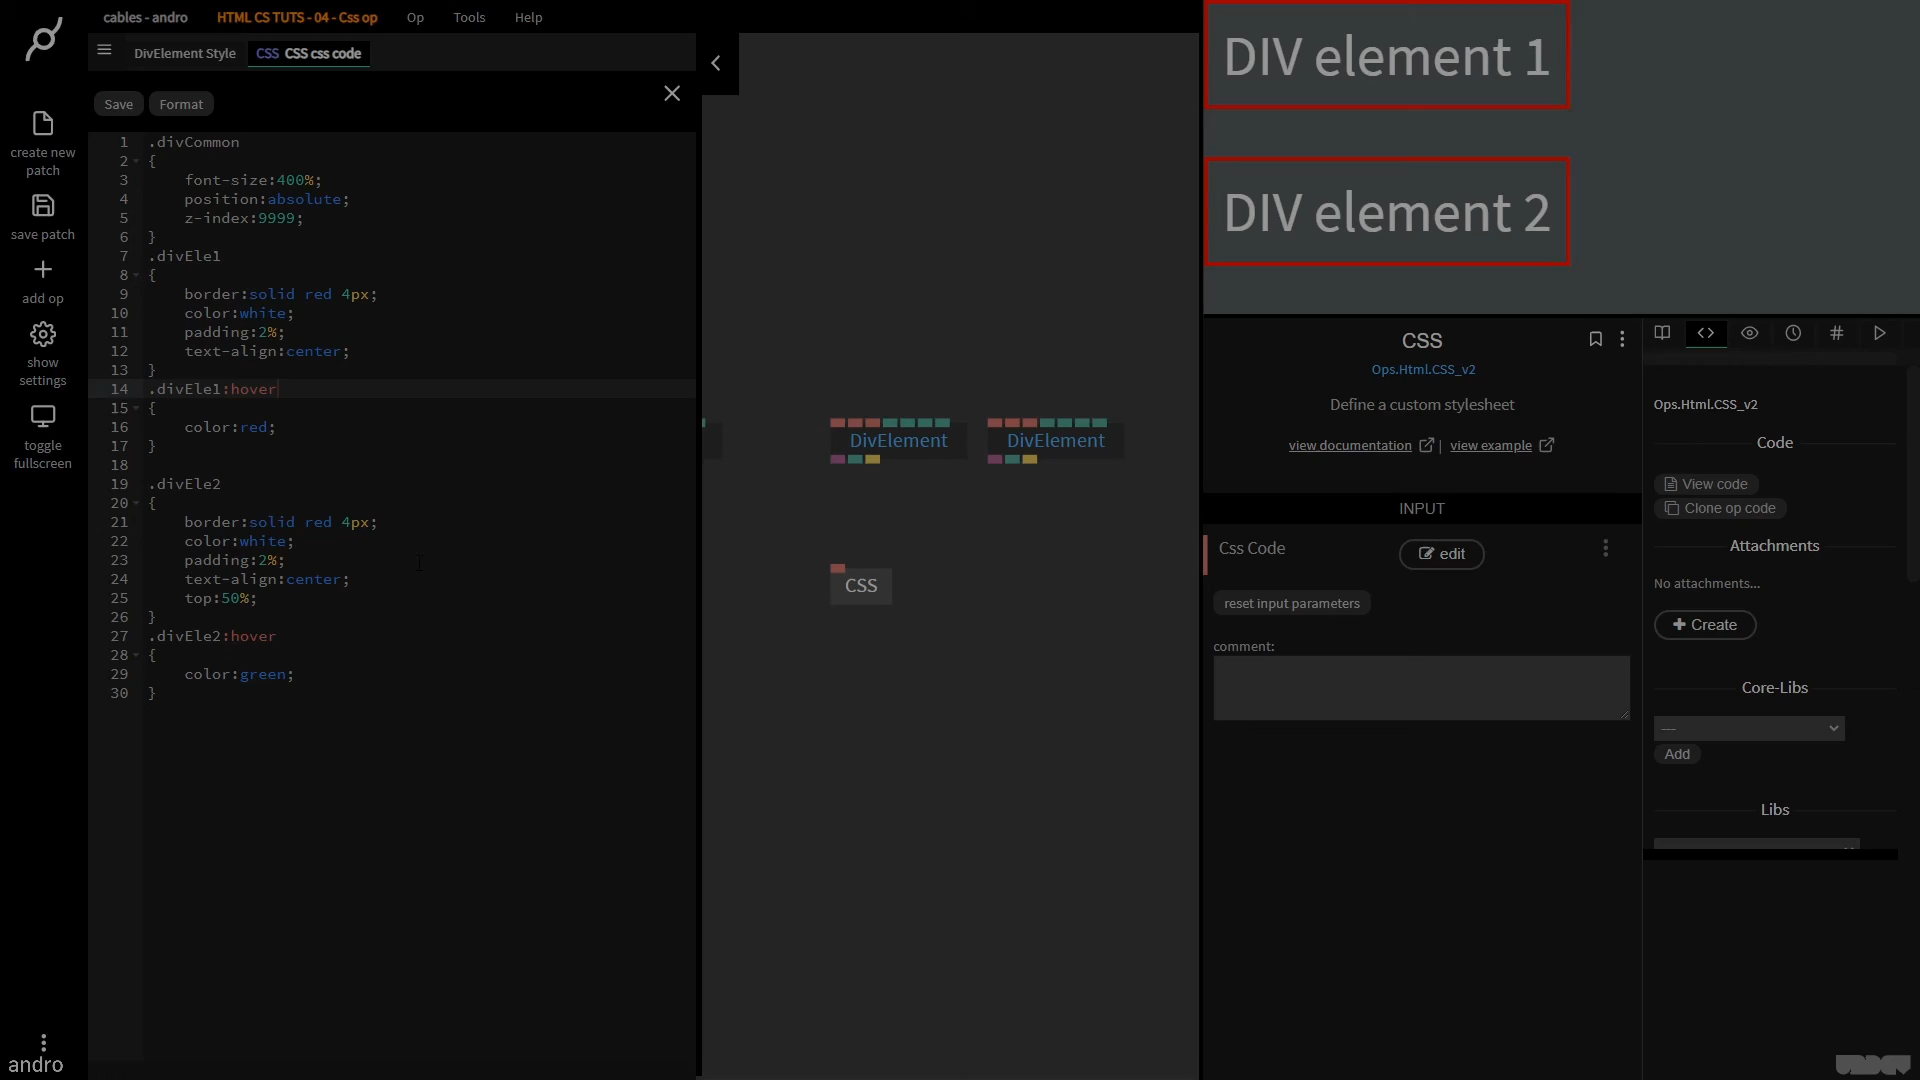 cables - andro
HTML CS TUTS - 04 - Css op
Op
Tools
Help
DivElement Style
CSS CSS css code
Save
Format
1 .divCommon
2 {
3 font-size:400%;
4 position:absolute;
5 z-index:9999;
6 }
7 .divEle1
8 {
9 border:solid red 4px;
10 color:white;
11 padding:2%;
12 text-align:center;
13 }
14 .divEle1:hover
15 {
16 color:red;
17 }
18
19 .divEle2
20 {
21 border:solid red 4px;
22 color:white;
23 padding:2%;
24 text-align:center;
25 top:50%;
26 }
27 .divEle2:hover
28 {
29 color:green;
30 }
create new
patch
save patch
add op
show
settings
toggle
fullscreen
andro
DivElement
DivElement
CSS
DIV element 1
DIV element 2
CSS
Ops.Html.CSS_v2
Define a custom stylesheet
view documentation | view example
INPUT
Css Code
edit
reset input parameters
comment:
Ops.Html.CSS_v2
Code
View code
Clone op code
Attachments
No attachments...
Create
Core-Libs
---
Add
Libs